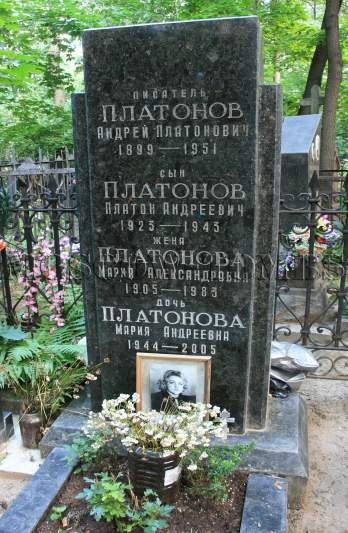 ПИСАТЕЛЬ
ПЛАТОНОВ
АНДРЕЙ ПЛАТОНОВИЧ
1899—1951
СЫН
ПЛАТОНОВ
ПЛАТОН АНДРЕЕВИЧ
1923—1943
ЖЕНА
ПЛАТОНОВА
МАРИЯ АЛЕКСАНДРОВНА
1905—1983
ДОЧЬ
ПЛАТОНОВА
МАРИЯ АНДРЕЕВНА
1944—2005